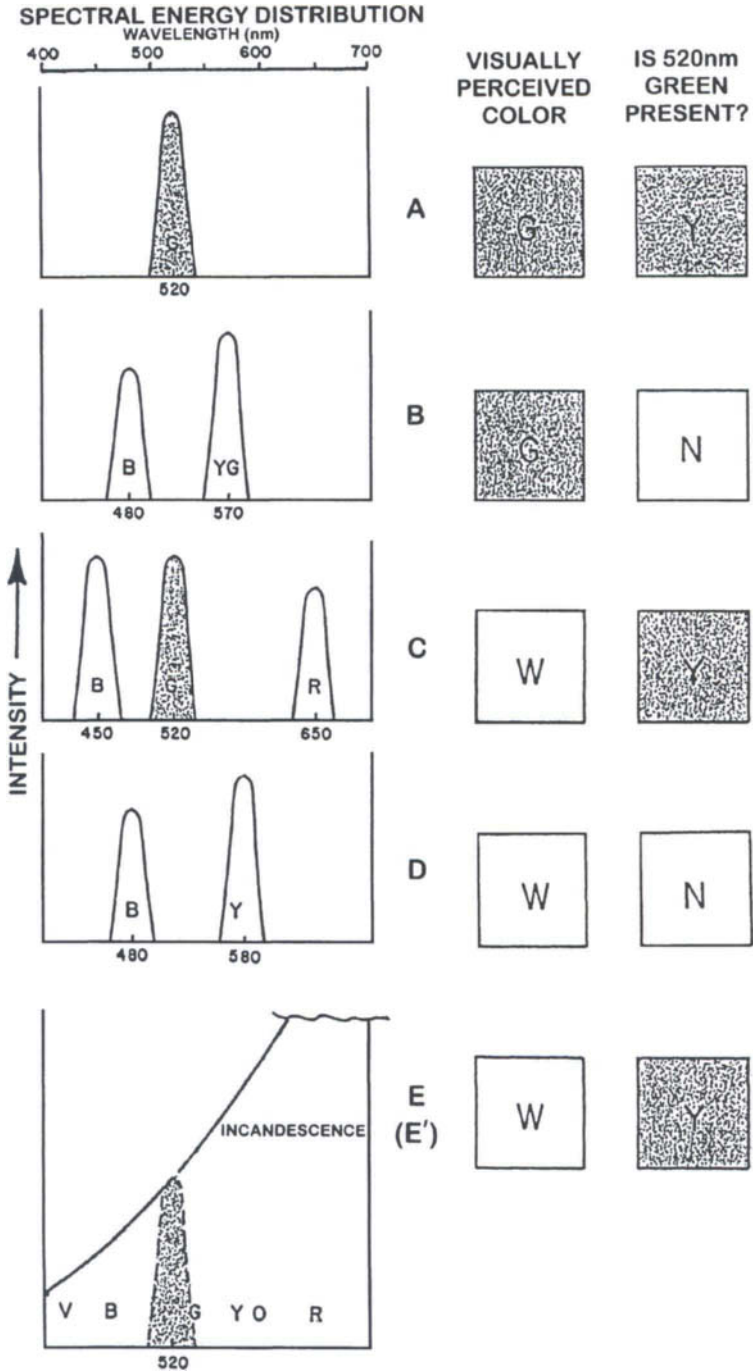 SPECTRAL ENERGY DISTRIBUTION
WAVELENGTH (nm)
400 500 600 700
VISUALLY PERCEIVED COLOR
IS 520nm GREEN PRESENT?
G
520
A
G
Y
B YG
480 570
B
G
N
INTENSITY
B G R
450 520 650
C
W
Y
B Y
480 580
D
W
N
INCANDESCENCE
V B G Y O R
520
E
(E')
W
Y